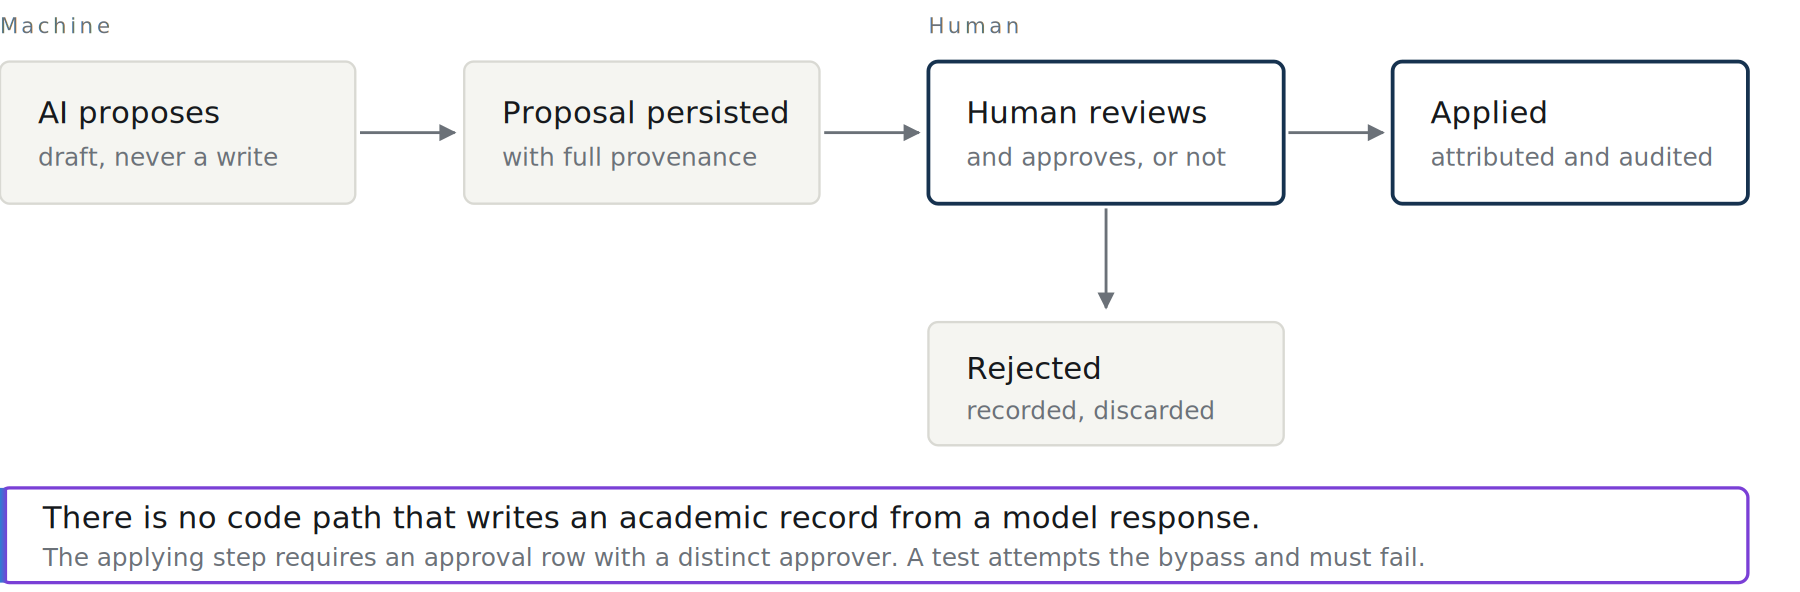 Machine
Human
AI proposes
draft, never a write
Proposal persisted
with full provenance
Human reviews
and approves, or not
Applied
attributed and audited
Rejected
recorded, discarded
There is no code path that writes an academic record from a model response.
The applying step requires an approval row with a distinct approver. A test attempts the bypass and must fail.